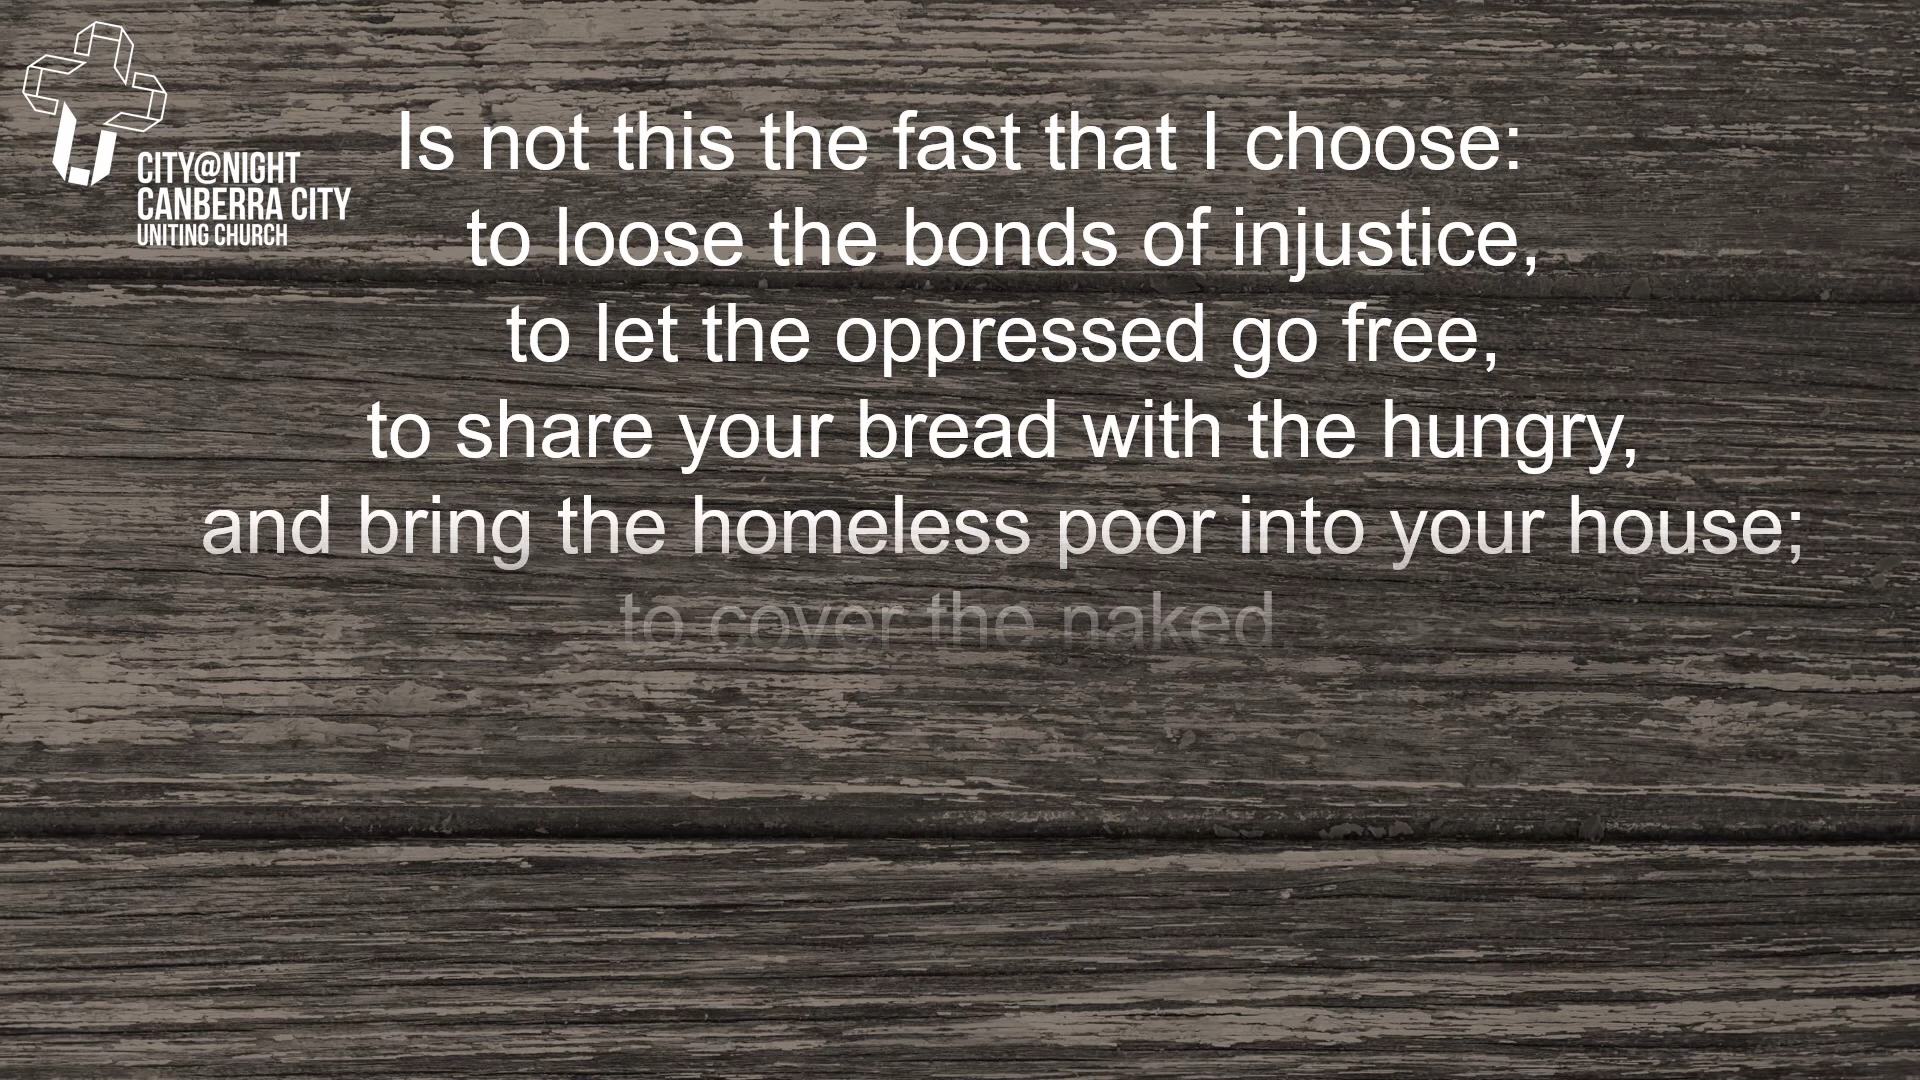 CITY@NIGHT
CANBERRA CITY
UNITING CHURCH
Is not this the fast that I choose:
to loose the bonds of injustice,
to let the oppressed go free,
to share your bread with the hungry,
and bring the homeless poor into your house;
to cover the naked.